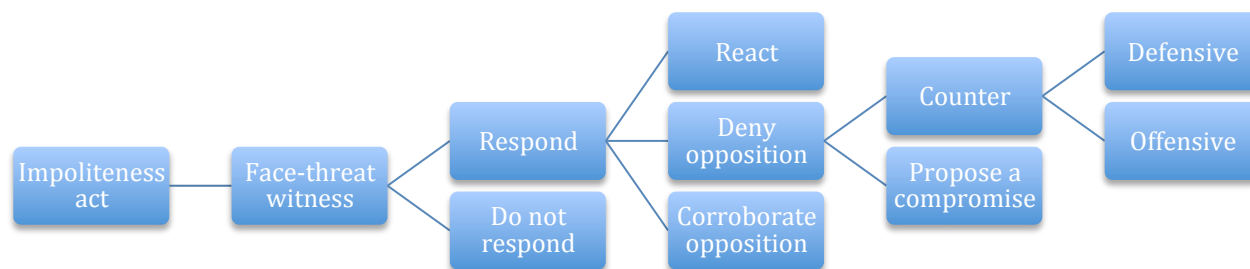 Impoliteness
act
Face-threat
witness
Respond
Do not
respond
React
Deny
opposition
Corroborate
opposition
Counter
Propose a
compromise
Defensive
Offensive